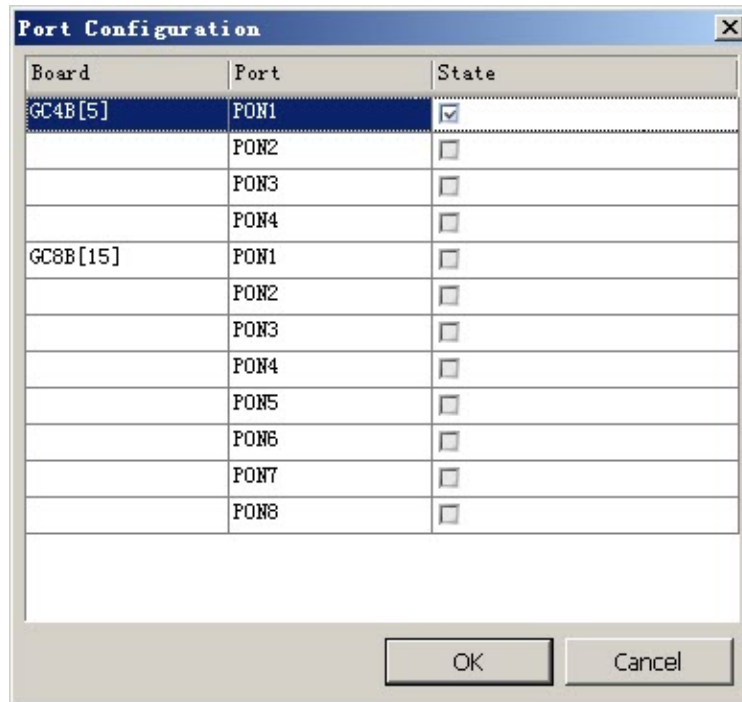 Port Configuration
Board Port State
GC4B[5] PON1
PON2
PON3
PON4
GC8B[15] PON1
PON2
PON3
PON4
PON5
PON6
PON7
PON8
OK Cancel